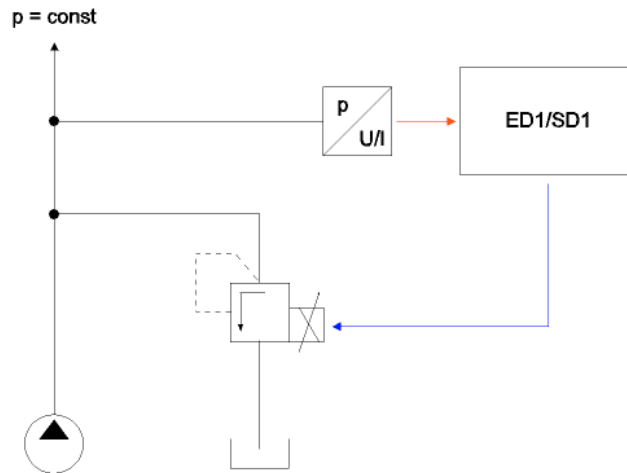 p = const
p
U/I
ED1/SD1